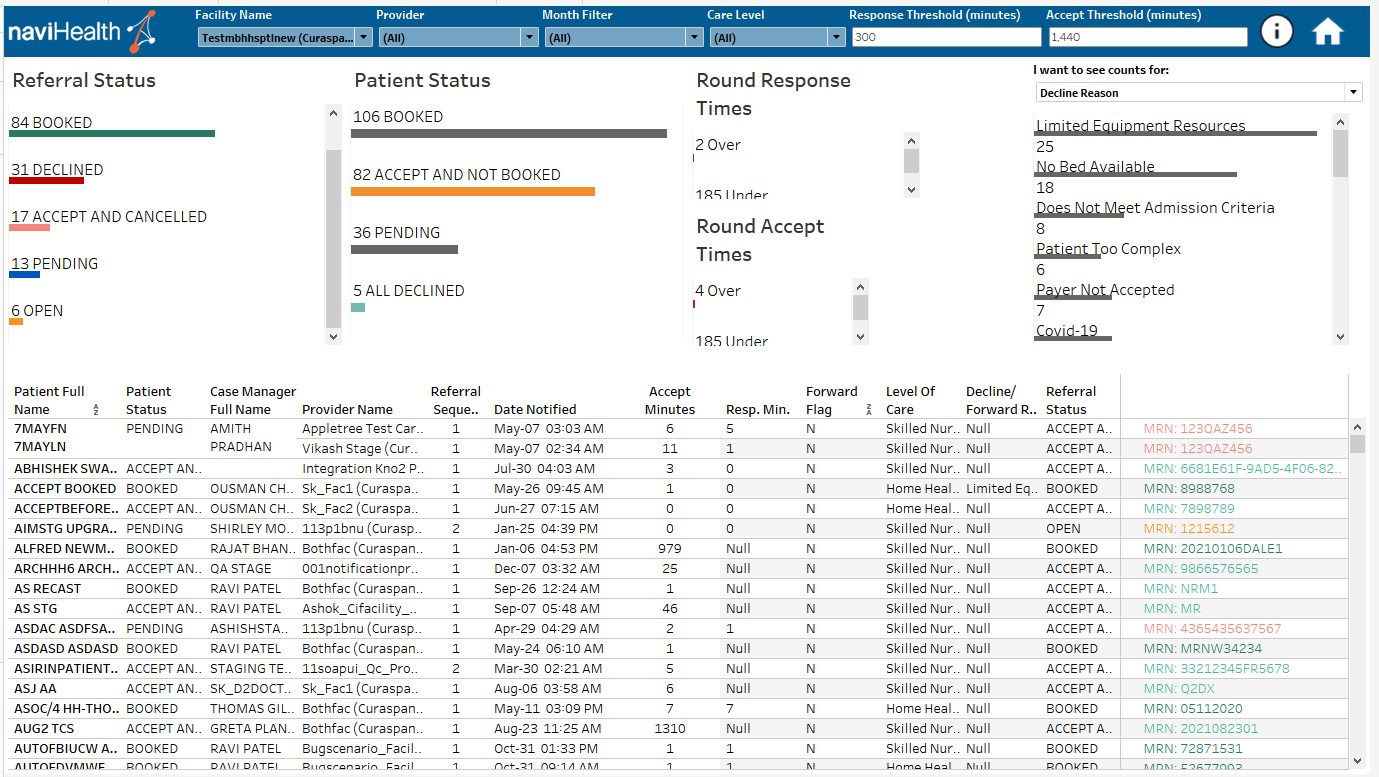 naviHealth
Facility Name Provider Month Filter Care Level Response Threshold (minutes) Accept Threshold (minutes)
Testmbhhsptlnew (Curaspa... (All) (All) (All) 300 1,440
i
Referral Status
84 BOOKED
31 DECLINED
17 ACCEPT AND CANCELLED
13 PENDING
6 OPEN
Patient Status
106 BOOKED
82 ACCEPT AND NOT BOOKED
36 PENDING
5 ALL DECLINED
Round Response
Times
2 Over
185 Under
Round Accept
Times
4 Over
185 Under
I want to see counts for:
Decline Reason
Limited Equipment Resources
25
No Bed Available
18
Does Not Meet Admission Criteria
8
Patient Too Complex
6
Payer Not Accepted
7
Covid-19
Patient Full Patient Case Manager Referral Accept Forward Level Of Decline/ Referral
Name Status Full Name Provider Name Seque.. Date Notified Minutes Resp. Min. Flag Care Forward R.. Status
7MAYFN PENDING AMITH Appletree Test Car.. 1 May-07 03:03 AM 6 5 N Skilled Nur.. Null ACCEPT A.. MRN: 123QAZ456
7MAYLN PRADHAN Vikash Stage (Cur.. 1 May-07 02:34 AM 11 1 N Skilled Nur.. Null ACCEPT A.. MRN: 123QAZ456
ABHISHEK SWA.. ACCEPT AN.. Integration Kno2 P.. 1 Jul-30 04:03 AM 3 0 N Skilled Nur.. Null ACCEPT A.. MRN: 6681E61F-9AD5-4F06-82..
ACCEPT BOOKED BOOKED OUSMAN CH.. Sk_Fac1 (Curaspa.. 1 May-26 09:45 AM 1 0 N Home Heal.. Limited Eq.. BOOKED MRN: 8988768
ACCEPTBEFORE.. ACCEPT AN.. OUSMAN CH.. Sk_Fac2 (Curaspa.. 1 Jun-27 07:15 AM 0 0 N Home Heal.. Null ACCEPT A.. MRN: 7898789
AIMSTG UPGRA.. PENDING SHIRLEY MO.. 113p1bnu (Curasp.. 2 Jan-25 04:39 PM 0 0 N Skilled Nur.. Null OPEN MRN: 1215612
ALFRED NEWM.. BOOKED RAJAT BHAN.. Bothfac (Curaspan.. 1 Jan-06 04:53 PM 979 Null N Skilled Nur.. Null BOOKED MRN: 20210106DALE1
ARCHHH6 ARCH.. ACCEPT AN.. QA STAGE 001notificationpr.. 1 Dec-07 03:32 AM 25 Null N Skilled Nur.. Null ACCEPT A.. MRN: 9866576565
AS RECAST BOOKED RAVI PATEL Bothfac (Curaspan.. 1 Sep-26 12:24 AM 1 Null N Skilled Nur.. Null ACCEPT A.. MRN: NRM1
AS STG ACCEPT AN.. RAVI PATEL Ashok_Cifacility_.. 1 Sep-07 05:48 AM 46 Null N Skilled Nur.. Null ACCEPT A.. MRN: MR
ASDAC ASDFSA.. PENDING ASHISHSTA.. 113p1bnu (Curasp.. 1 Apr-29 04:29 AM 2 1 N Skilled Nur.. Null ACCEPT A.. MRN: 4365435637567
ASDASD ASDASD BOOKED RAVI PATEL Bothfac (Curaspan.. 1 May-24 06:10 AM 1 Null N Skilled Nur.. Null BOOKED MRN: MRNW34234
ASIRINPATIENT.. ACCEPT AN.. STAGING TE.. 11soapui_Qc_Pro.. 2 Mar-30 02:21 AM 5 Null N Skilled Nur.. Null ACCEPT A.. MRN: 33212345FR5678
ASJ AA ACCEPT AN.. SK_D2DOCT.. Sk_Fac1 (Curaspa.. 1 Aug-06 03:58 AM 6 Null N Skilled Nur.. Null ACCEPT A.. MRN: Q2DX
ASOC/4 HH-THO.. BOOKED THOMAS GIL.. Bothfac (Curaspan.. 1 May-11 03:09 PM 7 7 N Home Heal.. Null BOOKED MRN: 05112020
AUG2 TCS ACCEPT AN.. GRETA PLAN.. Bothfac (Curaspan.. 1 Aug-23 11:25 AM 1310 Null N Skilled Nur.. Null ACCEPT A.. MRN: 2021082301
AUTOFBIUCW A.. BOOKED RAVI PATEL Bugscenario_Facil.. 1 Oct-31 01:33 PM 1 1 N Skilled Nur.. Null BOOKED MRN: 72871531
BOOKED RAVI PATEL Bugscenario_Facil.. 1 Oct-31 09:14 AM 1 1 N Skilled Nur.. Null BOOKED MRN: 52677093